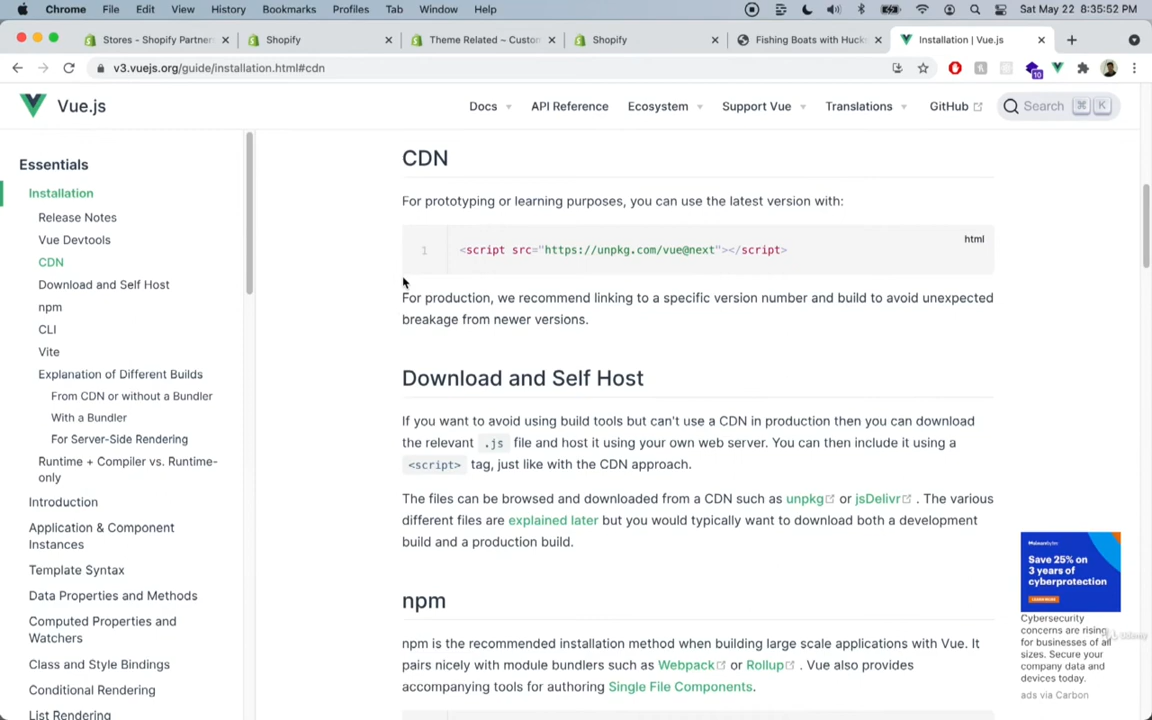 Chrome File Edit View History Bookmarks Profiles Tab Window Help Sat May 22 8:35:52 PM
Stores - Shopify Partner Shopify Theme Related ~ Custo Shopify Fishing Boats with Huck Installation | Vue.js
v3.vuejs.org/guide/installation.html#cdn 10
Vue.js Docs API Reference Ecosystem Support Vue Translations GitHub Search ⌘ K
Essentials
Installation
Release Notes
Vue Devtools
CDN
Download and Self Host
npm
CLI
Vite
Explanation of Different Builds
From CDN or without a Bundler
With a Bundler
For Server-Side Rendering
Runtime + Compiler vs. Runtime-
only
Introduction
Application & Component
Instances
Template Syntax
Data Properties and Methods
Computed Properties and
Watchers
Class and Style Bindings
Conditional Rendering
List Rendering
CDN
For prototyping or learning purposes, you can use the latest version with:
html
1 <script src="https://unpkg.com/vue@next"></script>
For production, we recommend linking to a specific version number and build to avoid unexpected
breakage from newer versions.
Download and Self Host
If you want to avoid using build tools but can't use a CDN in production then you can download
the relevant .js file and host it using your own web server. You can then include it using a
<script> tag, just like with the CDN approach.
The files can be browsed and downloaded from a CDN such as unpkg or jsDelivr . The various
different files are explained later but you would typically want to download both a development
build and a production build.
npm
npm is the recommended installation method when building large scale applications with Vue. It
pairs nicely with module bundlers such as Webpack or Rollup . Vue also provides
accompanying tools for authoring Single File Components.
Malwarebytes
Save 25% on
3 years of
cyberprotection
LEARN MORE
Cybersecurity
concerns are rising
for businesses of all
sizes. Secure your
company data and
devices today.
ads via Carbon
Udemy